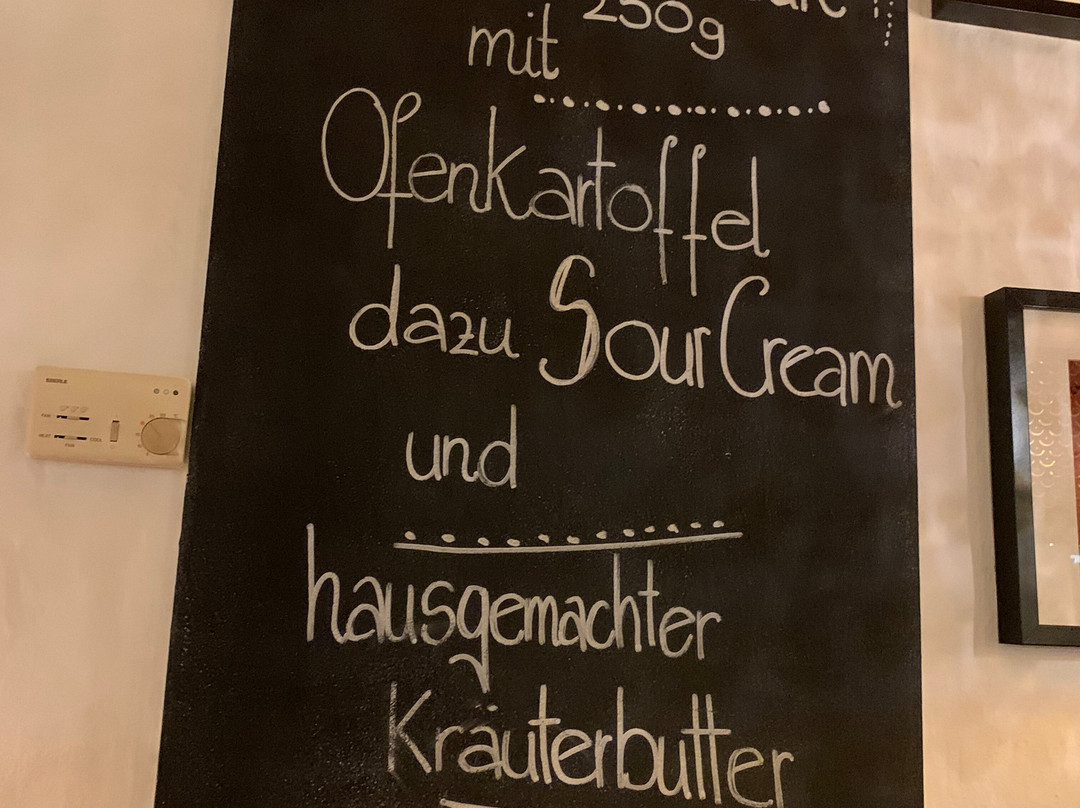 250g
mit
Ofenkartoffel
dazu Sour Cream
und
hausgemachter
Kräuterbutter